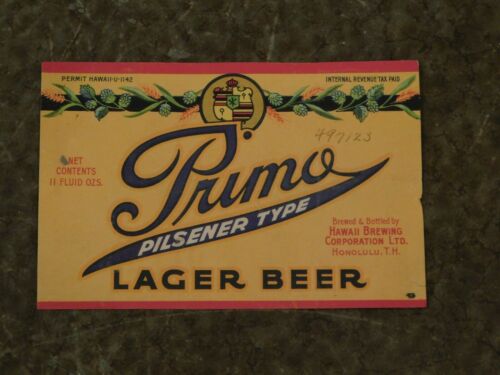 PERMIT HAWAII-U-1142
INTERNAL REVENUE TAX PAID
497123
Primo
PILSENER TYPE
LAGER BEER
NET
CONTENTS
11 FLUID OZS.
Brewed & Bottled by
HAWAII BREWING
CORPORATION LTD.
HONOLULU, T.H.